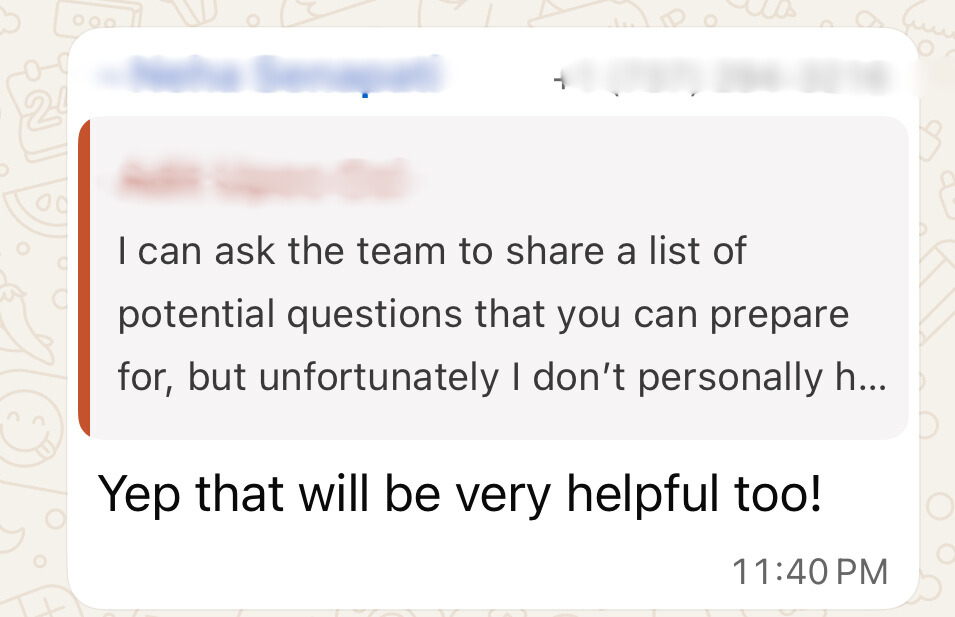 I can ask the team to share a list of
potential questions that you can prepare
for, but unfortunately I don’t personally h...
Yep that will be very helpful too!
11:40 PM